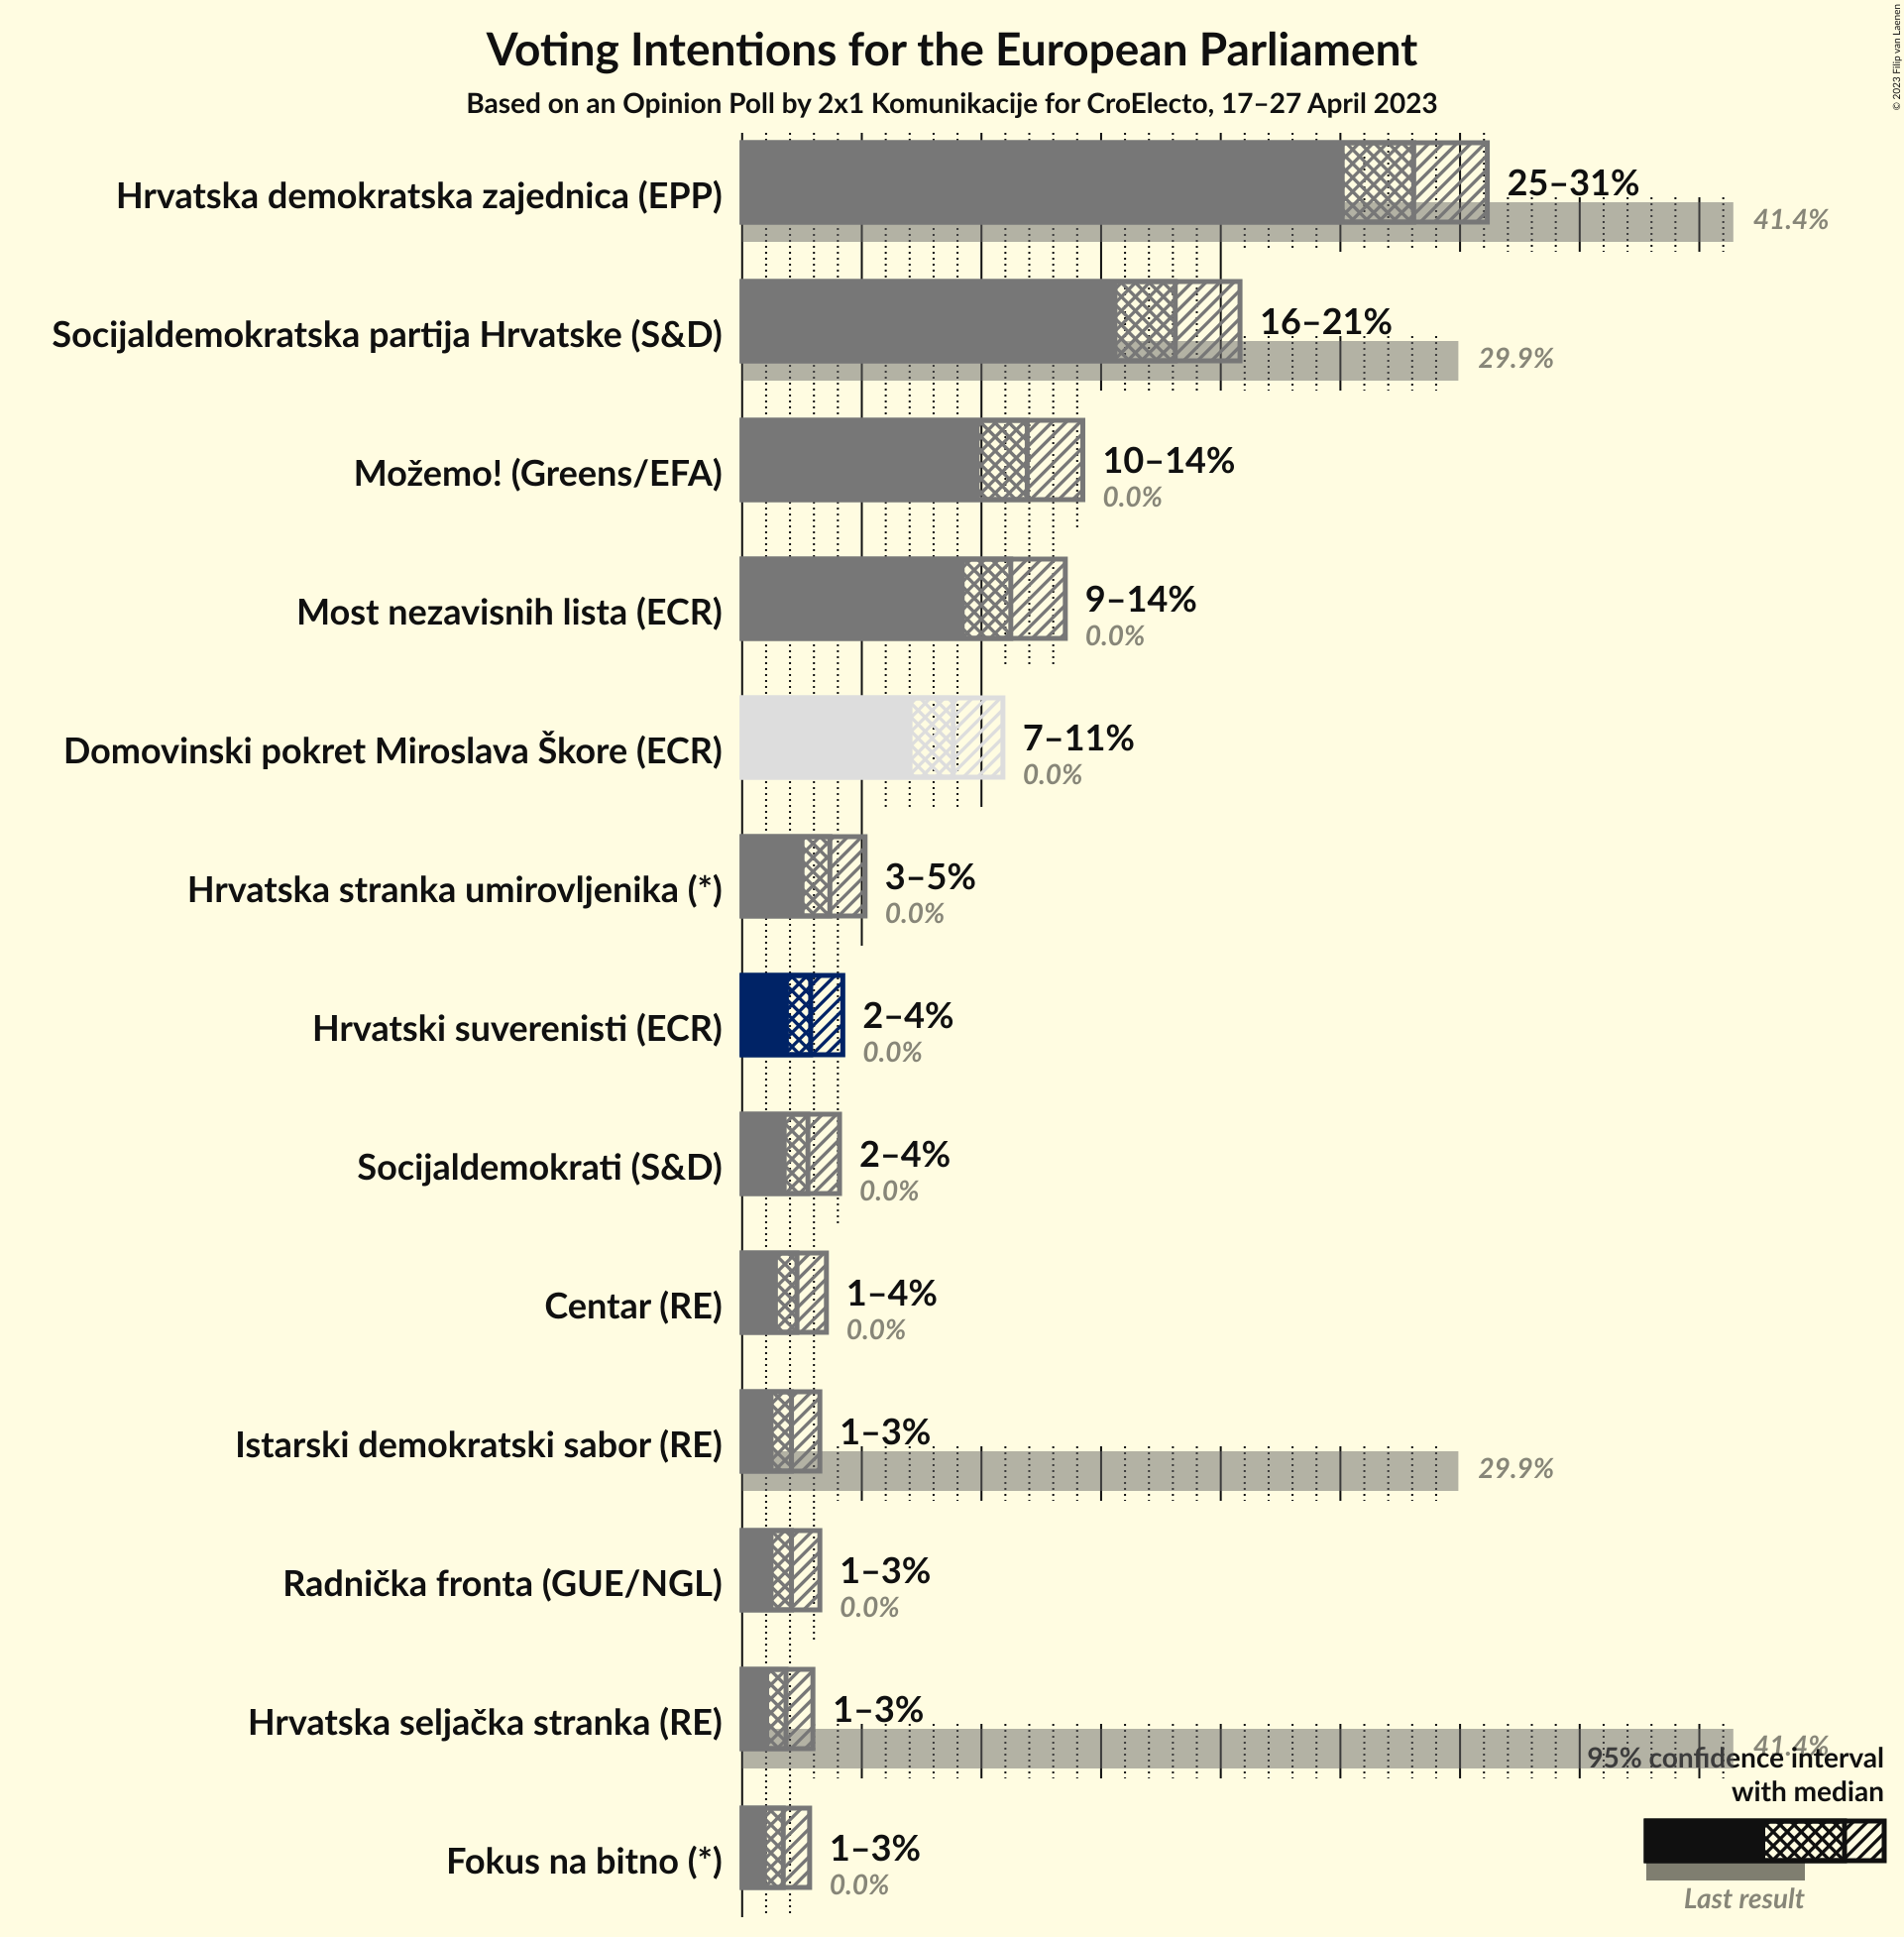 Voting Intentions for the European Parliament
Based on an Opinion Poll by 2x1 Komunikacije for CroElecto, 17–27 April 2023
© 2023 Filip van Laenen
Hrvatska demokratska zajednica (EPP)
25–31%
41.4%
Socijaldemokratska partija Hrvatske (S&D)
16–21%
29.9%
Možemo! (Greens/EFA)
10–14%
0.0%
Most nezavisnih lista (ECR)
9–14%
0.0%
Domovinski pokret Miroslava Škore (ECR)
7–11%
0.0%
Hrvatska stranka umirovljenika (*)
3–5%
0.0%
Hrvatski suverenisti (ECR)
2–4%
0.0%
Socijaldemokrati (S&D)
2–4%
0.0%
Centar (RE)
1–4%
0.0%
Istarski demokratski sabor (RE)
1–3%
29.9%
Radnička fronta (GUE/NGL)
1–3%
0.0%
Hrvatska seljačka stranka (RE)
1–3%
41.4%
Fokus na bitno (*)
1–3%
0.0%
95% confidence interval
with median
Last result